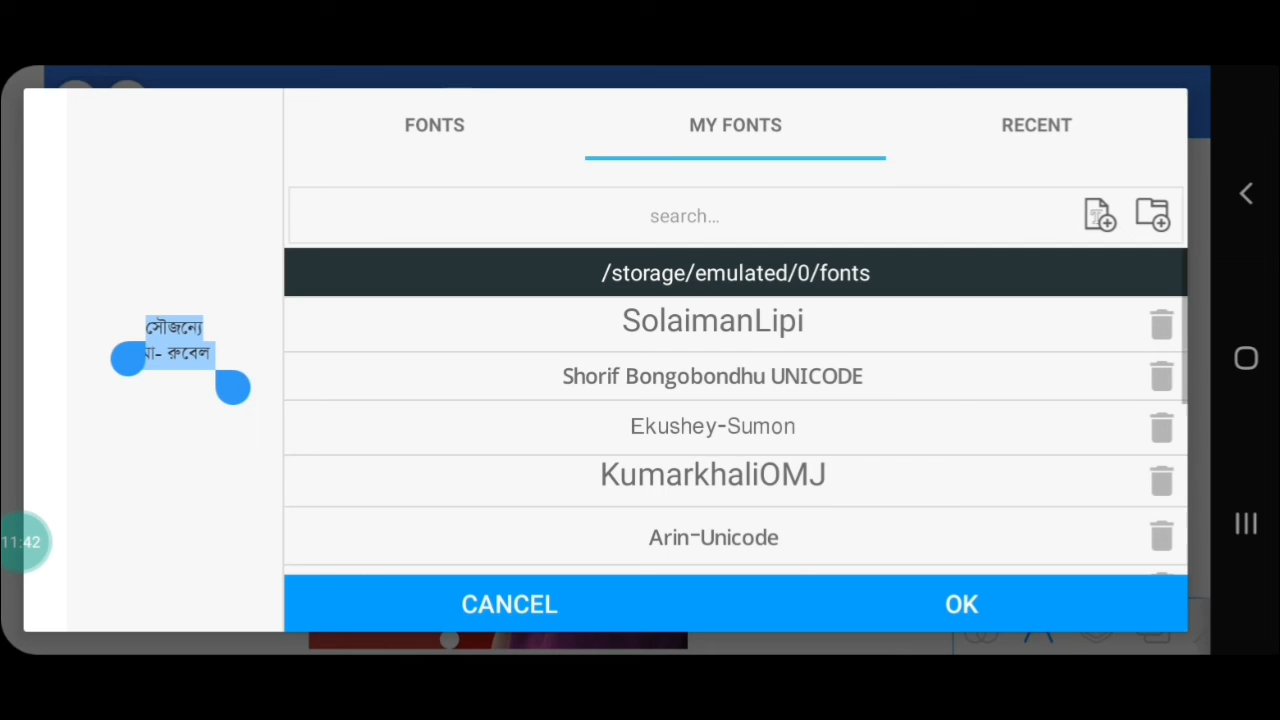 FONTS
MY FONTS
RECENT
search...
/storage/emulated/0/fonts
SolaimanLipi
Shorif Bongobondhu UNICODE
Ekushey-Sumon
KumarkhaliOMJ
Arin-Unicode
CANCEL
OK
সৌজন্যে
রুবেল
11:42